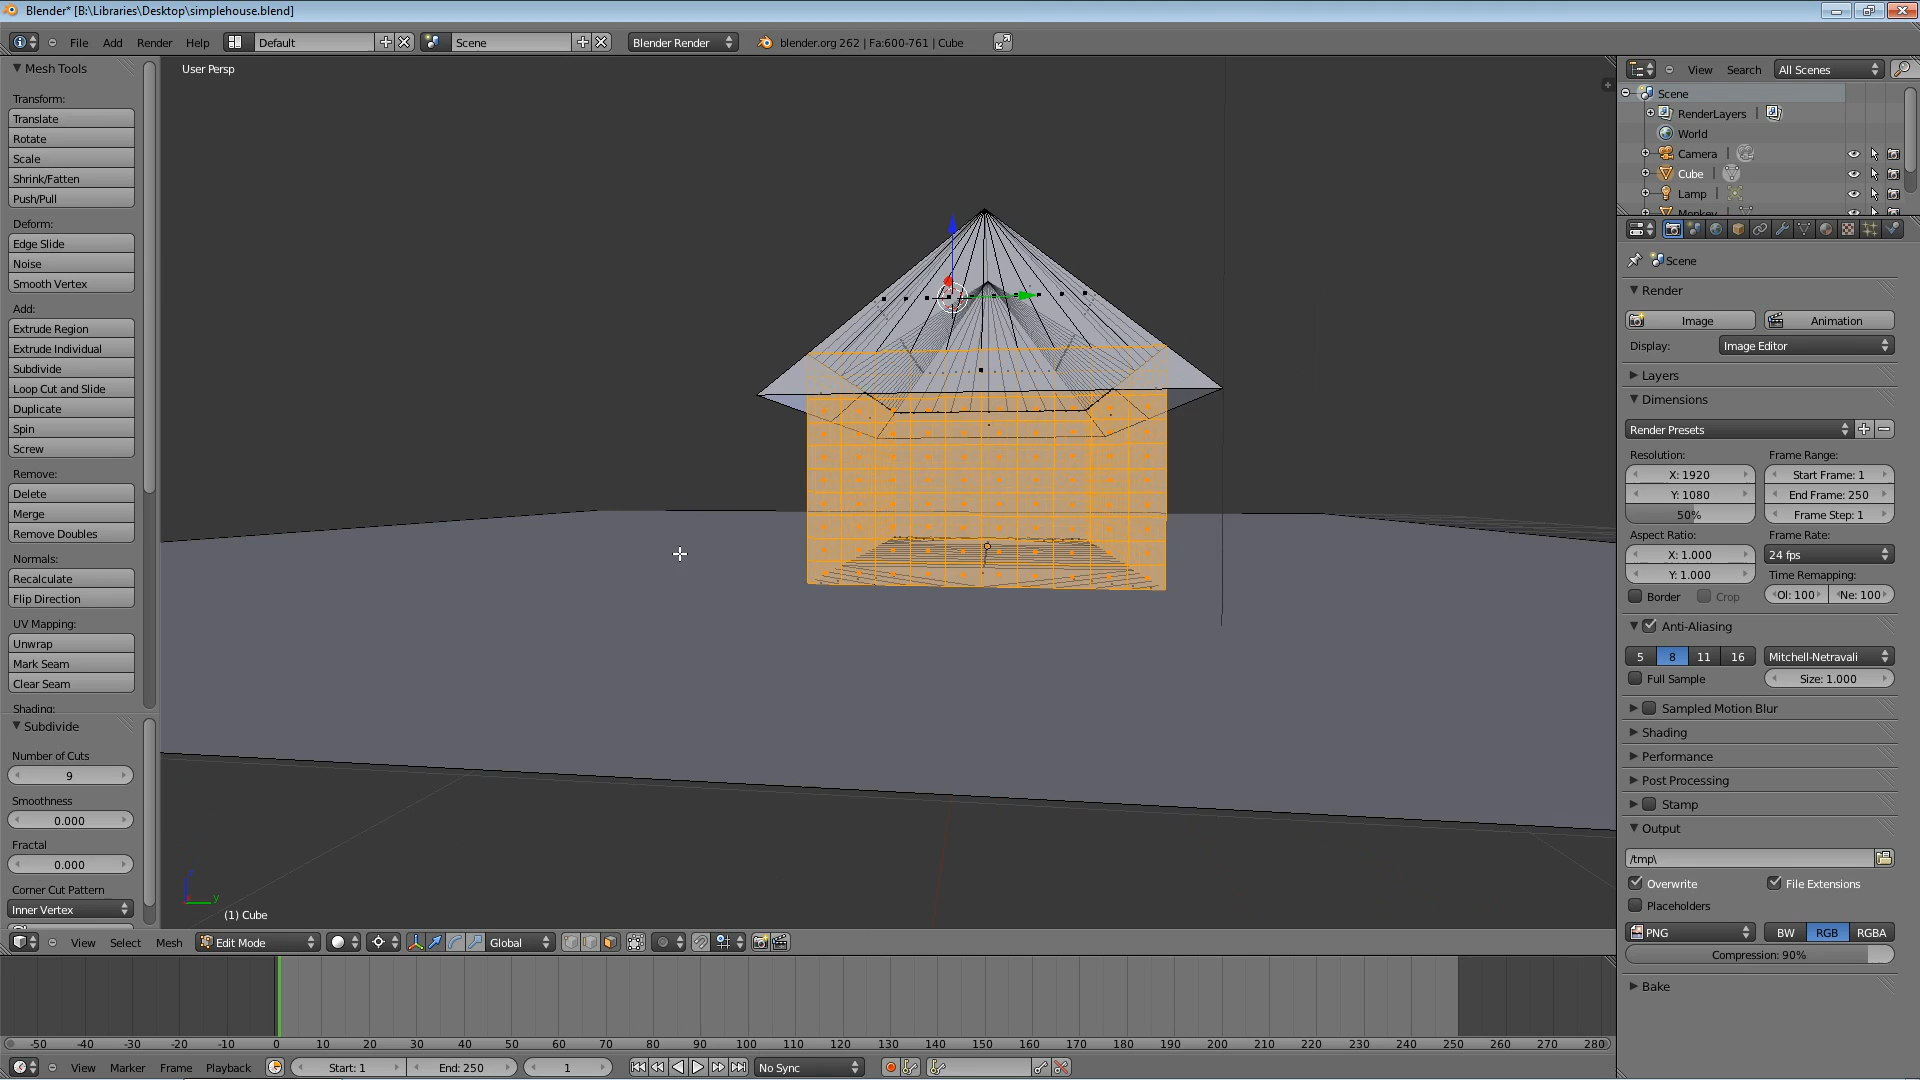 Blender* [B:\Libraries\Desktop\simplehouse.blend]
File Add Render Help Default Scene Blender Render blender.org 262 | Fa:600-761 | Cube
Mesh Tools
Transform:
Translate
Rotate
Scale
Shrink/Fatten
Push/Pull
Deform:
Edge Slide
Noise
Smooth Vertex
Add:
Extrude Region
Extrude Individual
Subdivide
Loop Cut and Slide
Duplicate
Spin
Screw
Remove:
Delete
Merge
Remove Doubles
Normals:
Recalculate
Flip Direction
UV Mapping:
Unwrap
Mark Seam
Clear Seam
Shading:
Subdivide
Number of Cuts
9
Smoothness
0.000
Fractal
0.000
Corner Cut Pattern
Inner Vertex
User Persp
y
(1) Cube
View Select Mesh Edit Mode Global
-50 -40 -30 -20 -10 0 10 20 30 40 50 60 70 80 90 100 110 120 130 140 150 160 170 180 190 200 210 220 230 240 250 260 270 280
View Marker Frame Playback Start: 1 End: 250 1 No Sync
View Search All Scenes
Scene
RenderLayers |
World
Camera |
Cube |
Lamp |
Monkey |
Scene
Render
Image Animation
Display: Image Editor
Layers
Dimensions
Render Presets
Resolution: Frame Range:
X: 1920 Start Frame: 1
Y: 1080 End Frame: 250
50% Frame Step: 1
Aspect Ratio: Frame Rate:
X: 1.000 24 fps
Y: 1.000 Time Remapping:
Border Crop Ol: 100 Ne: 100
Anti-Aliasing
5 8 11 16 Mitchell-Netravali
Full Sample Size: 1.000
Sampled Motion Blur
Shading
Performance
Post Processing
Stamp
Output
/tmp\
Overwrite File Extensions
Placeholders
PNG BW RGB RGBA
Compression: 90%
Bake